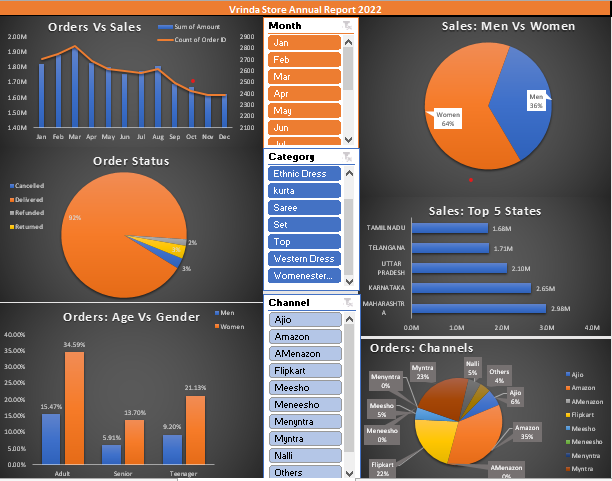 Vrinda Store Annual Report 2022
Orders Vs Sales
Sum of Amount
Count of Order ID
2.00M
1.90M
1.80M
1.70M
1.60M
1.50M
1.40M
2900
2800
2700
2600
2500
2400
2300
2200
2100
Jan Feb Mar Apr May Jun Jul Aug Sep Oct Nov Dec
Month
Jan
Feb
Mar
Apr
May
Jun
Jul
Sales: Men Vs Women
Men
36%
Women
64%
Order Status
Cancelled
Delivered
Refunded
Returned
92%
2%
3%
3%
Category
Ethnic Dress
kurta
Saree
Set
Top
Western Dress
Womenester...
Sales: Top 5 States
TAMILNADU
1.68M
TELANGANA
1.71M
UTTAR
PRADESH
2.10M
KARNATAKA
2.65M
MAHARASHTR
A
2.98M
0.0M 1.0M 2.0M 3.0M 4.0M
Orders: Age Vs Gender
Men
Women
40.00%
35.00%
30.00%
25.00%
20.00%
15.00%
10.00%
5.00%
0.00%
15.47%
34.59%
5.91%
13.70%
9.20%
21.13%
Adult Senior Teenager
Channel
Ajio
Amazon
AMenazon
Flipkart
Meesho
Meneesho
Menyntra
Myntra
Nalli
Others
Orders: Channels
Nalli
5%
Others
4%
Myntra
23%
Menyntra
0%
Ajio
6%
Meesho
5%
Meneesho
0%
Amazon
35%
Flipkart
22%
AMenazon
0%
Ajio
Amazon
AMenazon
Flipkart
Meesho
Meneesho
Menyntra
Myntra